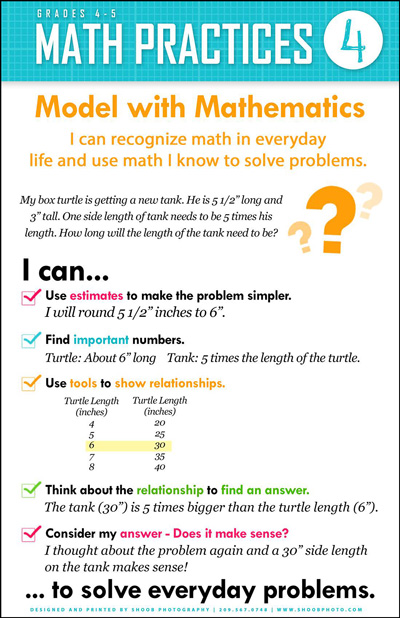 GRADES 4-5
MATH PRACTICES 4
Model with Mathematics
I can recognize math in everyday
life and use math I know to solve problems.
My box turtle is getting a new tank. He is 5 1/2" long and
3" tall. One side length of tank needs to be 5 times his
length. How long will the length of the tank need to be?
???
I can...
Use estimates to make the problem simpler.
I will round 5 1/2" inches to 6".
Find important numbers.
Turtle: About 6" long Tank: 5 times the length of the turtle.
Use tools to show relationships.
Turtle Length Turtle Length
(inches) (inches)
4 20
5 25
6 30
7 35
8 40
Think about the relationship to find an answer.
The tank (30") is 5 times bigger than the turtle length (6").
Consider my answer - Does it make sense?
I thought about the problem again and a 30" side length
on the tank makes sense!
... to solve everyday problems.
DESIGNED AND PRINTED BY SHOOB PHOTOGRAPHY | 269.367.6748 | WWW.SHOOBPHOTO.COM